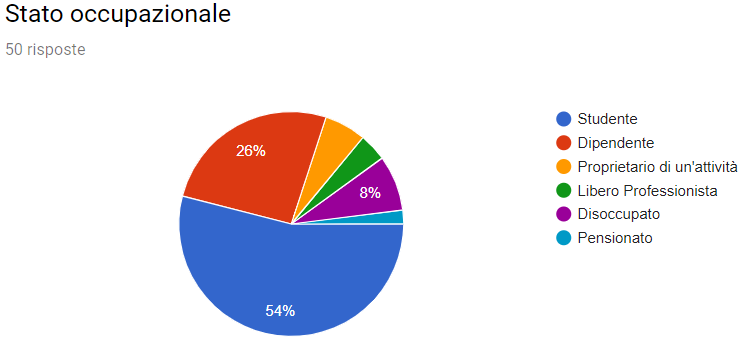 Stato occupazionale
50 risposte
26%
8%
54%
Studente
Dipendente
Proprietario di un'attività
Libero Professionista
Disoccupato
Pensionato